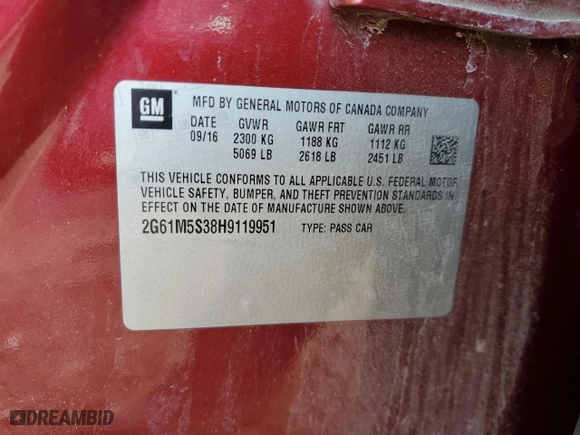 GM
MFD BY GENERAL MOTORS OF CANADA COMPANY
DATE GVWR GAWR FRT GAWR RR
09/16 2300 KG 1188 KG 1112 KG
5069 LB 2618 LB 2451 LB
THIS VEHICLE CONFORMS TO ALL APPLICABLE U.S. FEDERAL MOTOR
VEHICLE SAFETY, BUMPER, AND THEFT PREVENTION STANDARDS IN
EFFECT ON THE DATE OF MANUFACTURE SHOWN ABOVE.
2G61M5S38H9119951 TYPE: PASS CAR
DREAMBID